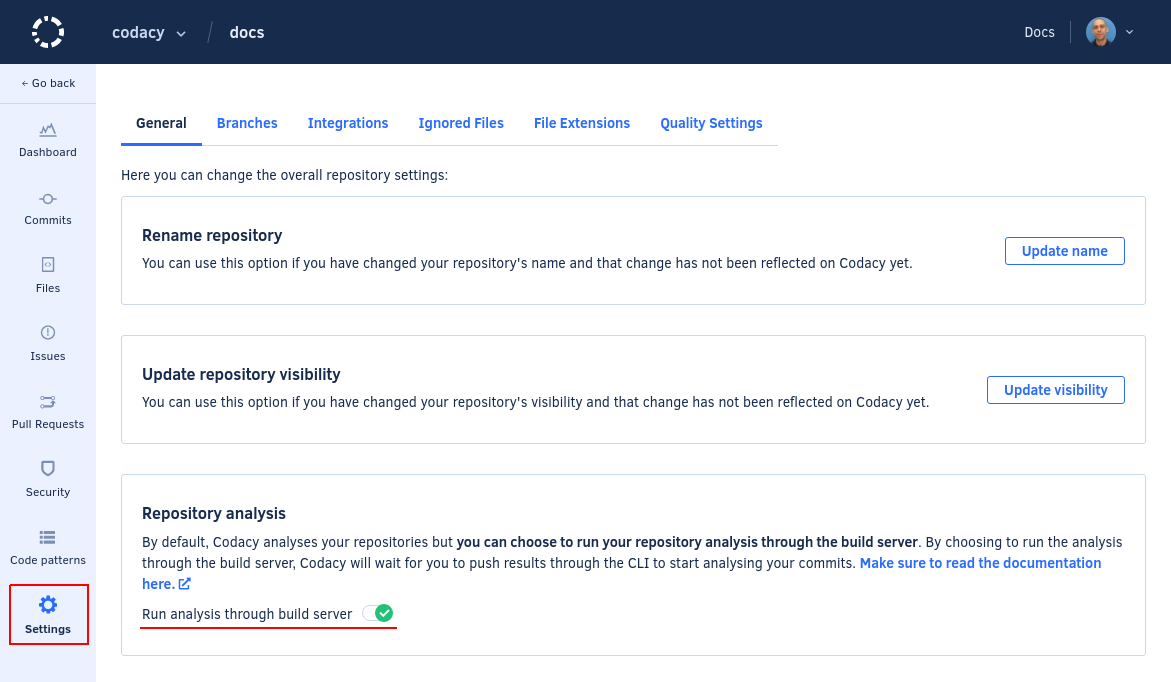 codacy / docs Docs
← Go back
Dashboard
Commits
Files
Issues
Pull Requests
Security
Code patterns
Settings
General Branches Integrations Ignored Files File Extensions Quality Settings
Here you can change the overall repository settings:
Rename repository
You can use this option if you have changed your repository's name and that change has not been reflected on Codacy yet.
Update name
Update repository visibility
You can use this option if you have changed your repository's visibility and that change has not been reflected on Codacy yet.
Update visibility
Repository analysis
By default, Codacy analyses your repositories but you can choose to run your repository analysis through the build server. By choosing to run the analysis
through the build server, Codacy will wait for you to push results through the CLI to start analysing your commits. Make sure to read the documentation
here.
Run analysis through build server